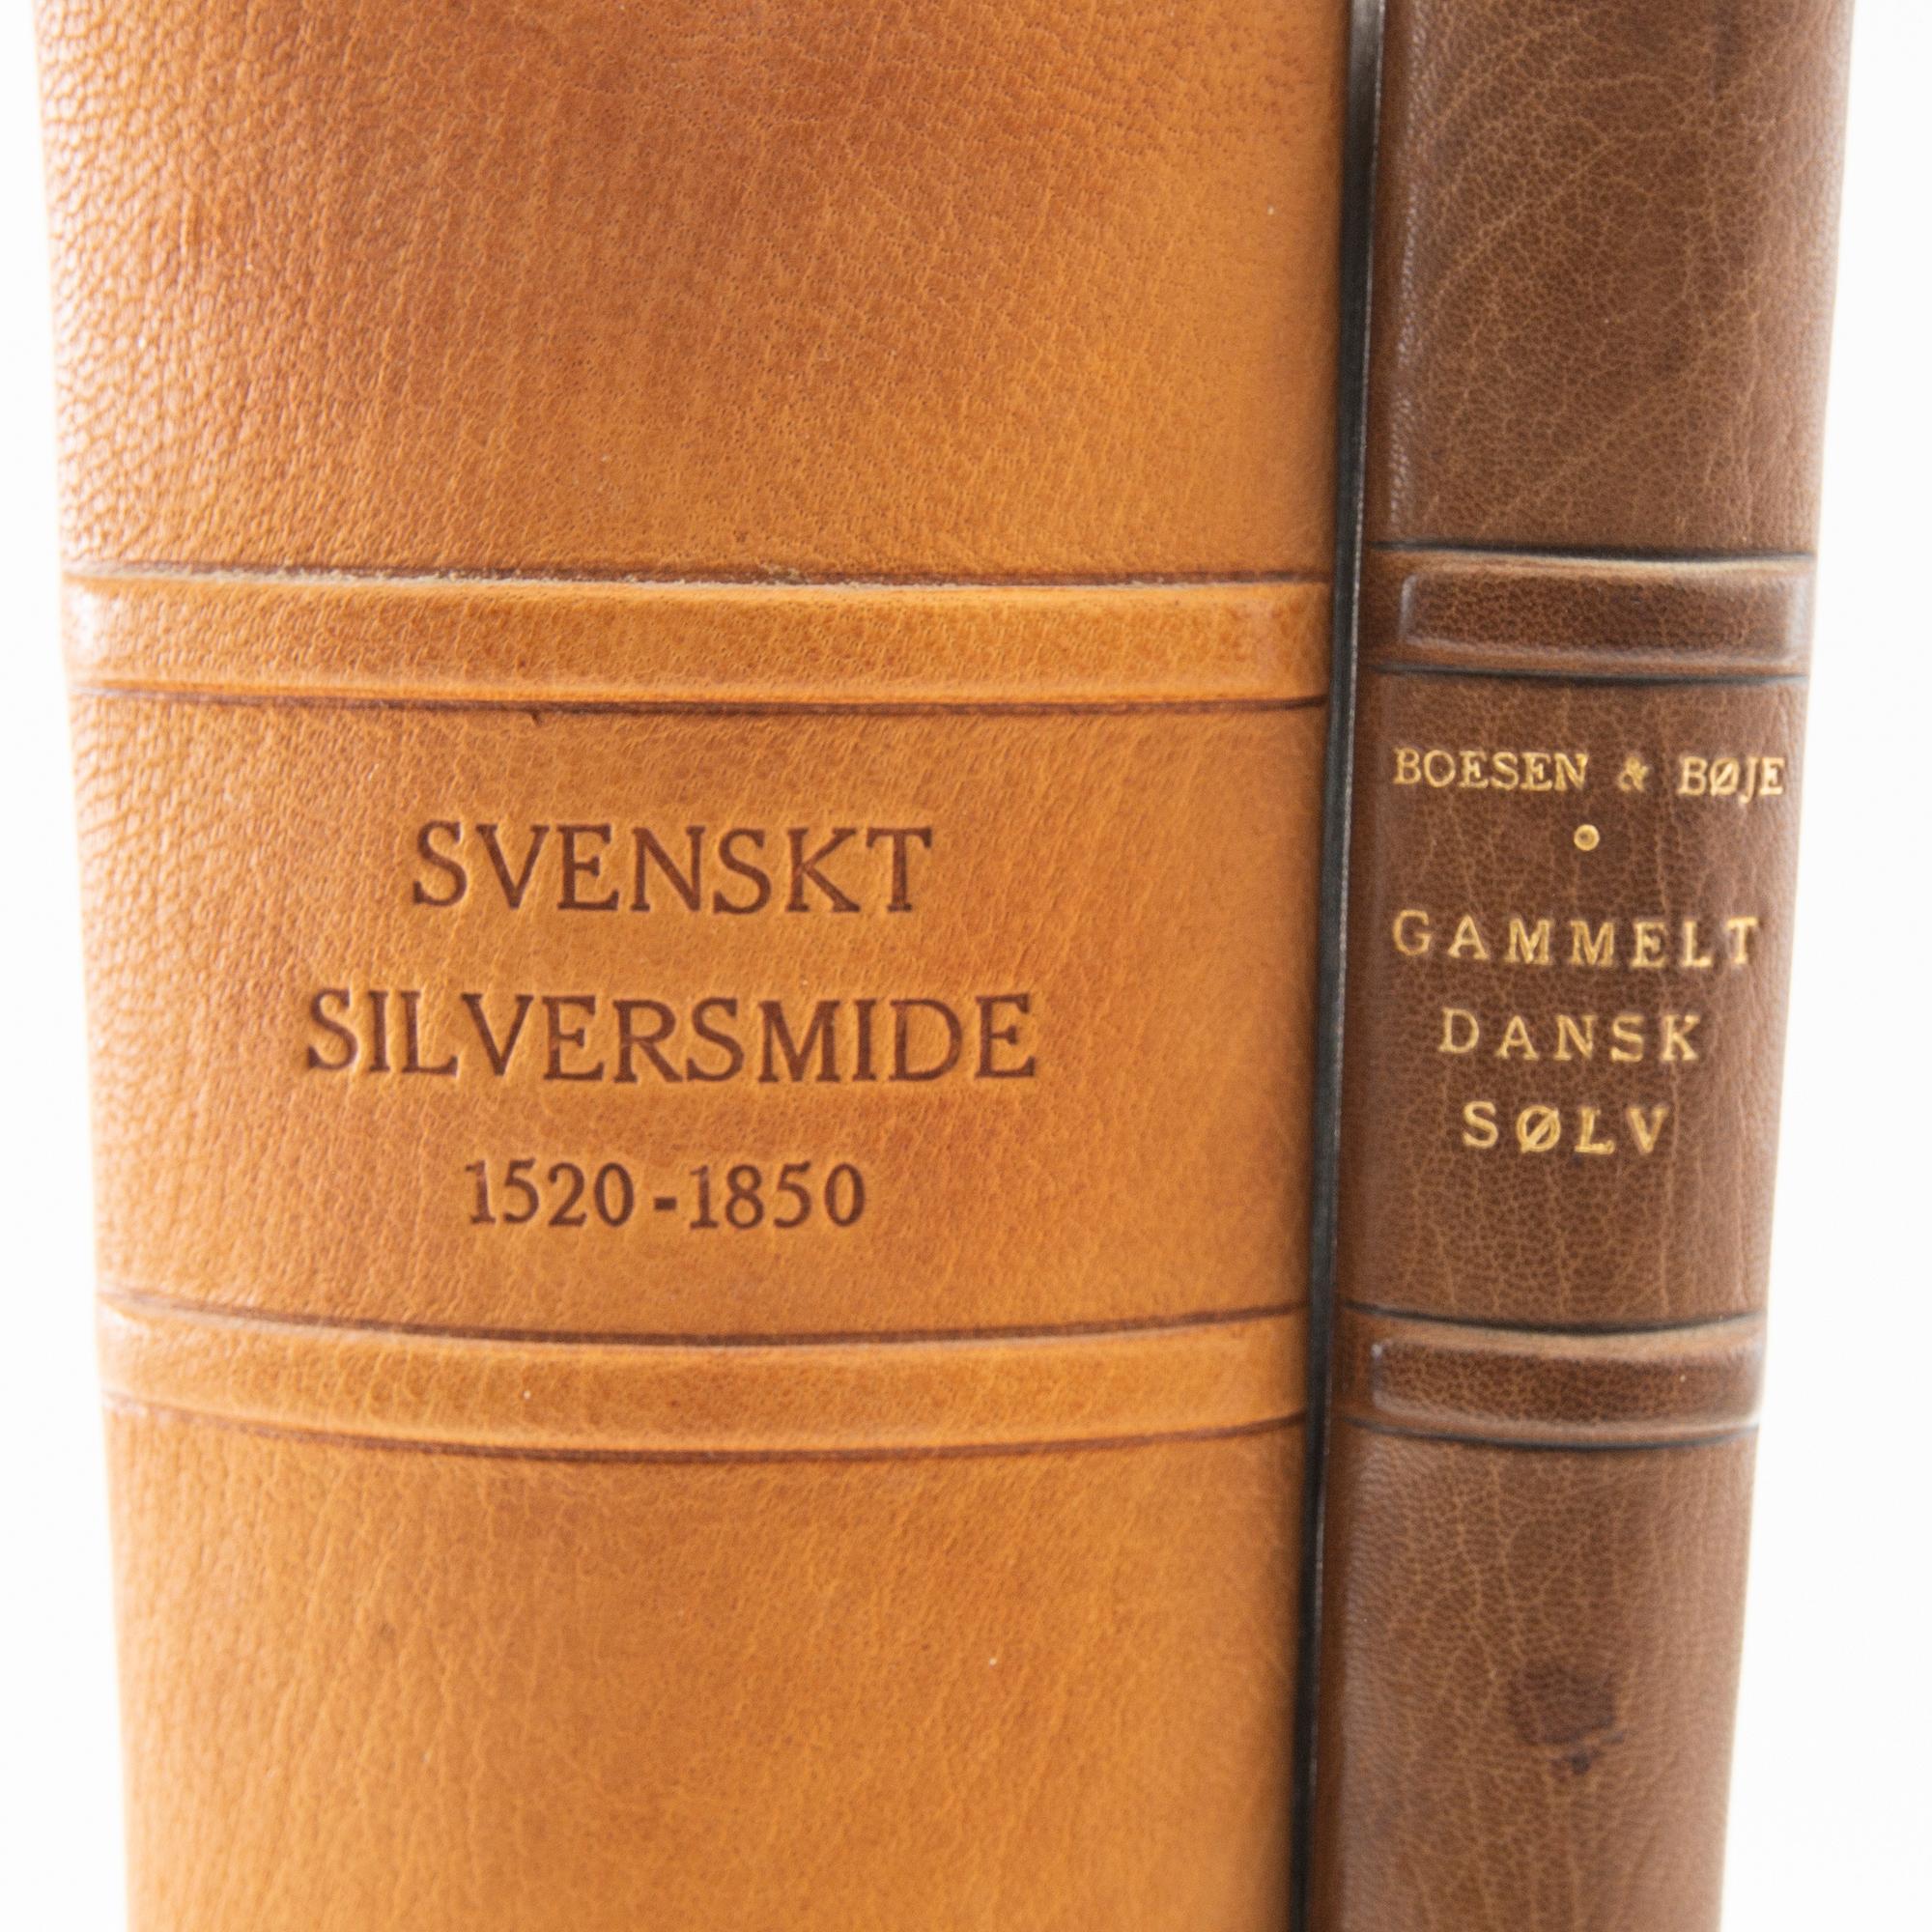 SVENSKT
SILVERSMIDE
1520-1850
BOESEN & BØJE
GAMMELT
DANSK
SØLV